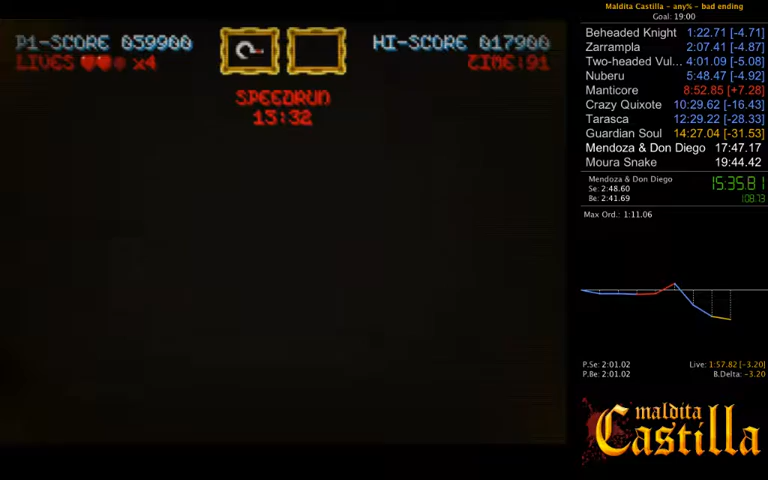 Maldita Castilla - any% - bad ending
Goal: 19:00
P1-SCORE 059900
HI-SCORE 017900
LIVES x4
TIME:91
SPEEDRUN
13:32
Beheaded Knight 1:22.71 [-4.71]
Zarrampla 2:07.41 [-4.87]
Two-headed Vul... 4:01.09 [-5.08]
Nuberu 5:48.47 [-4.92]
Manticore 8:52.85 [+7.28]
Crazy Quixote 10:29.62 [-16.43]
Tarasca 12:29.22 [-28.33]
Guardian Soul 14:27.04 [-31.53]
Mendoza & Don Diego 17:47.17
Moura Snake 19:44.42
Mendoza & Don Diego
Se: 2:48.60
Be: 2:41.69
15:35.81
108.73
Max Ord.: 1:11.06
P.Se: 2:01.02 Live: 1:57.82 [-3.20]
P.Be: 2:01.02 B.Delta: -3.20
maldita
Castilla